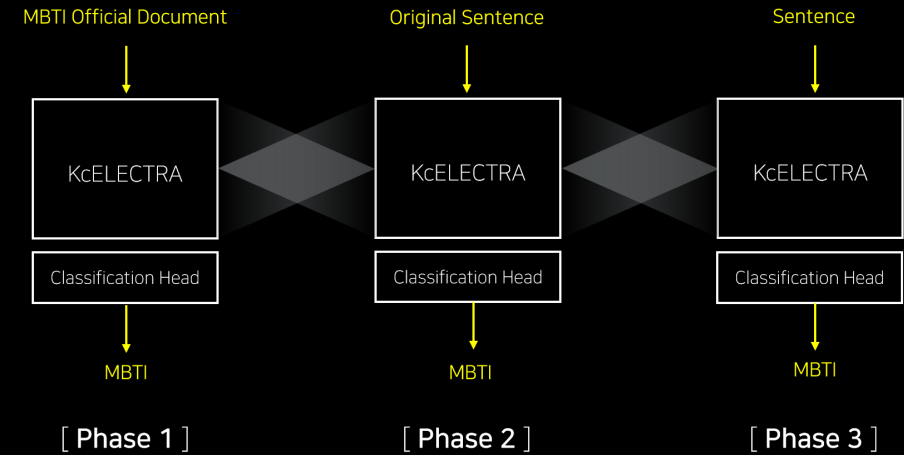 MBTI Official Document
Original Sentence
Sentence
KcELECTRA
KcELECTRA
KcELECTRA
Classification Head
Classification Head
Classification Head
MBTI
MBTI
MBTI
[ Phase 1 ]
[ Phase 2 ]
[ Phase 3 ]